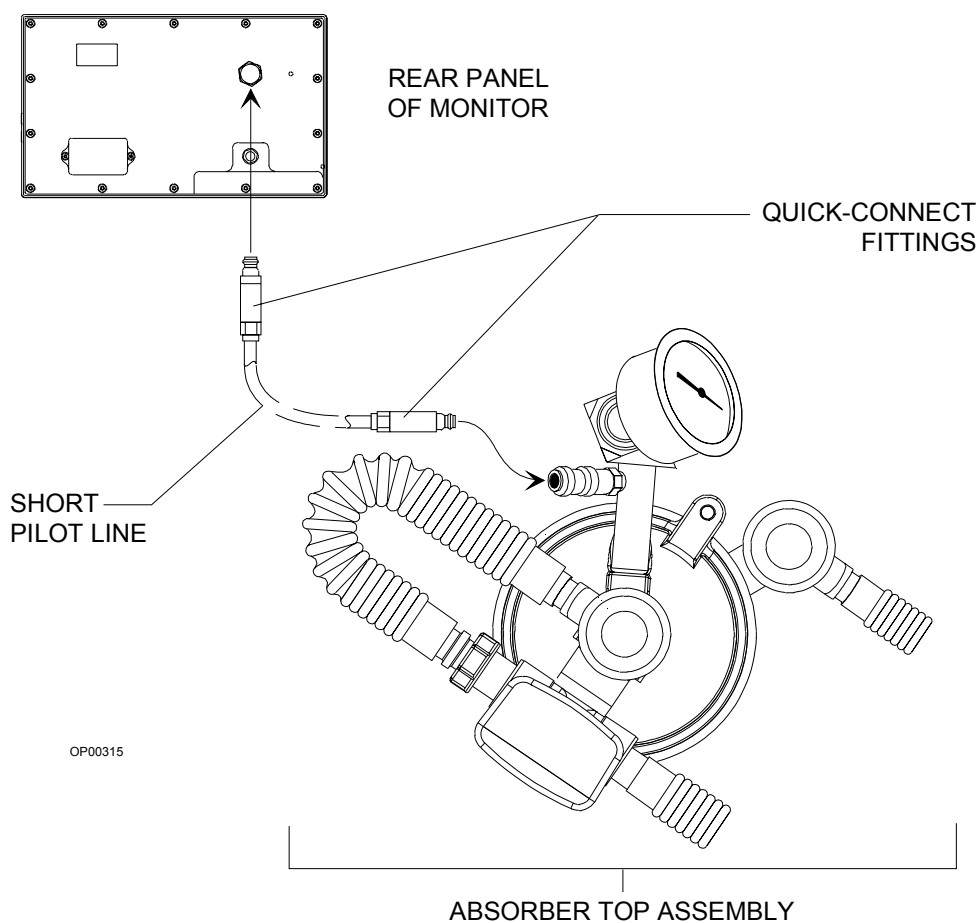 REAR PANEL
OF MONITOR
QUICK-CONNECT
FITTINGS
SHORT
PILOT LINE
OP00315
ABSORBER TOP ASSEMBLY